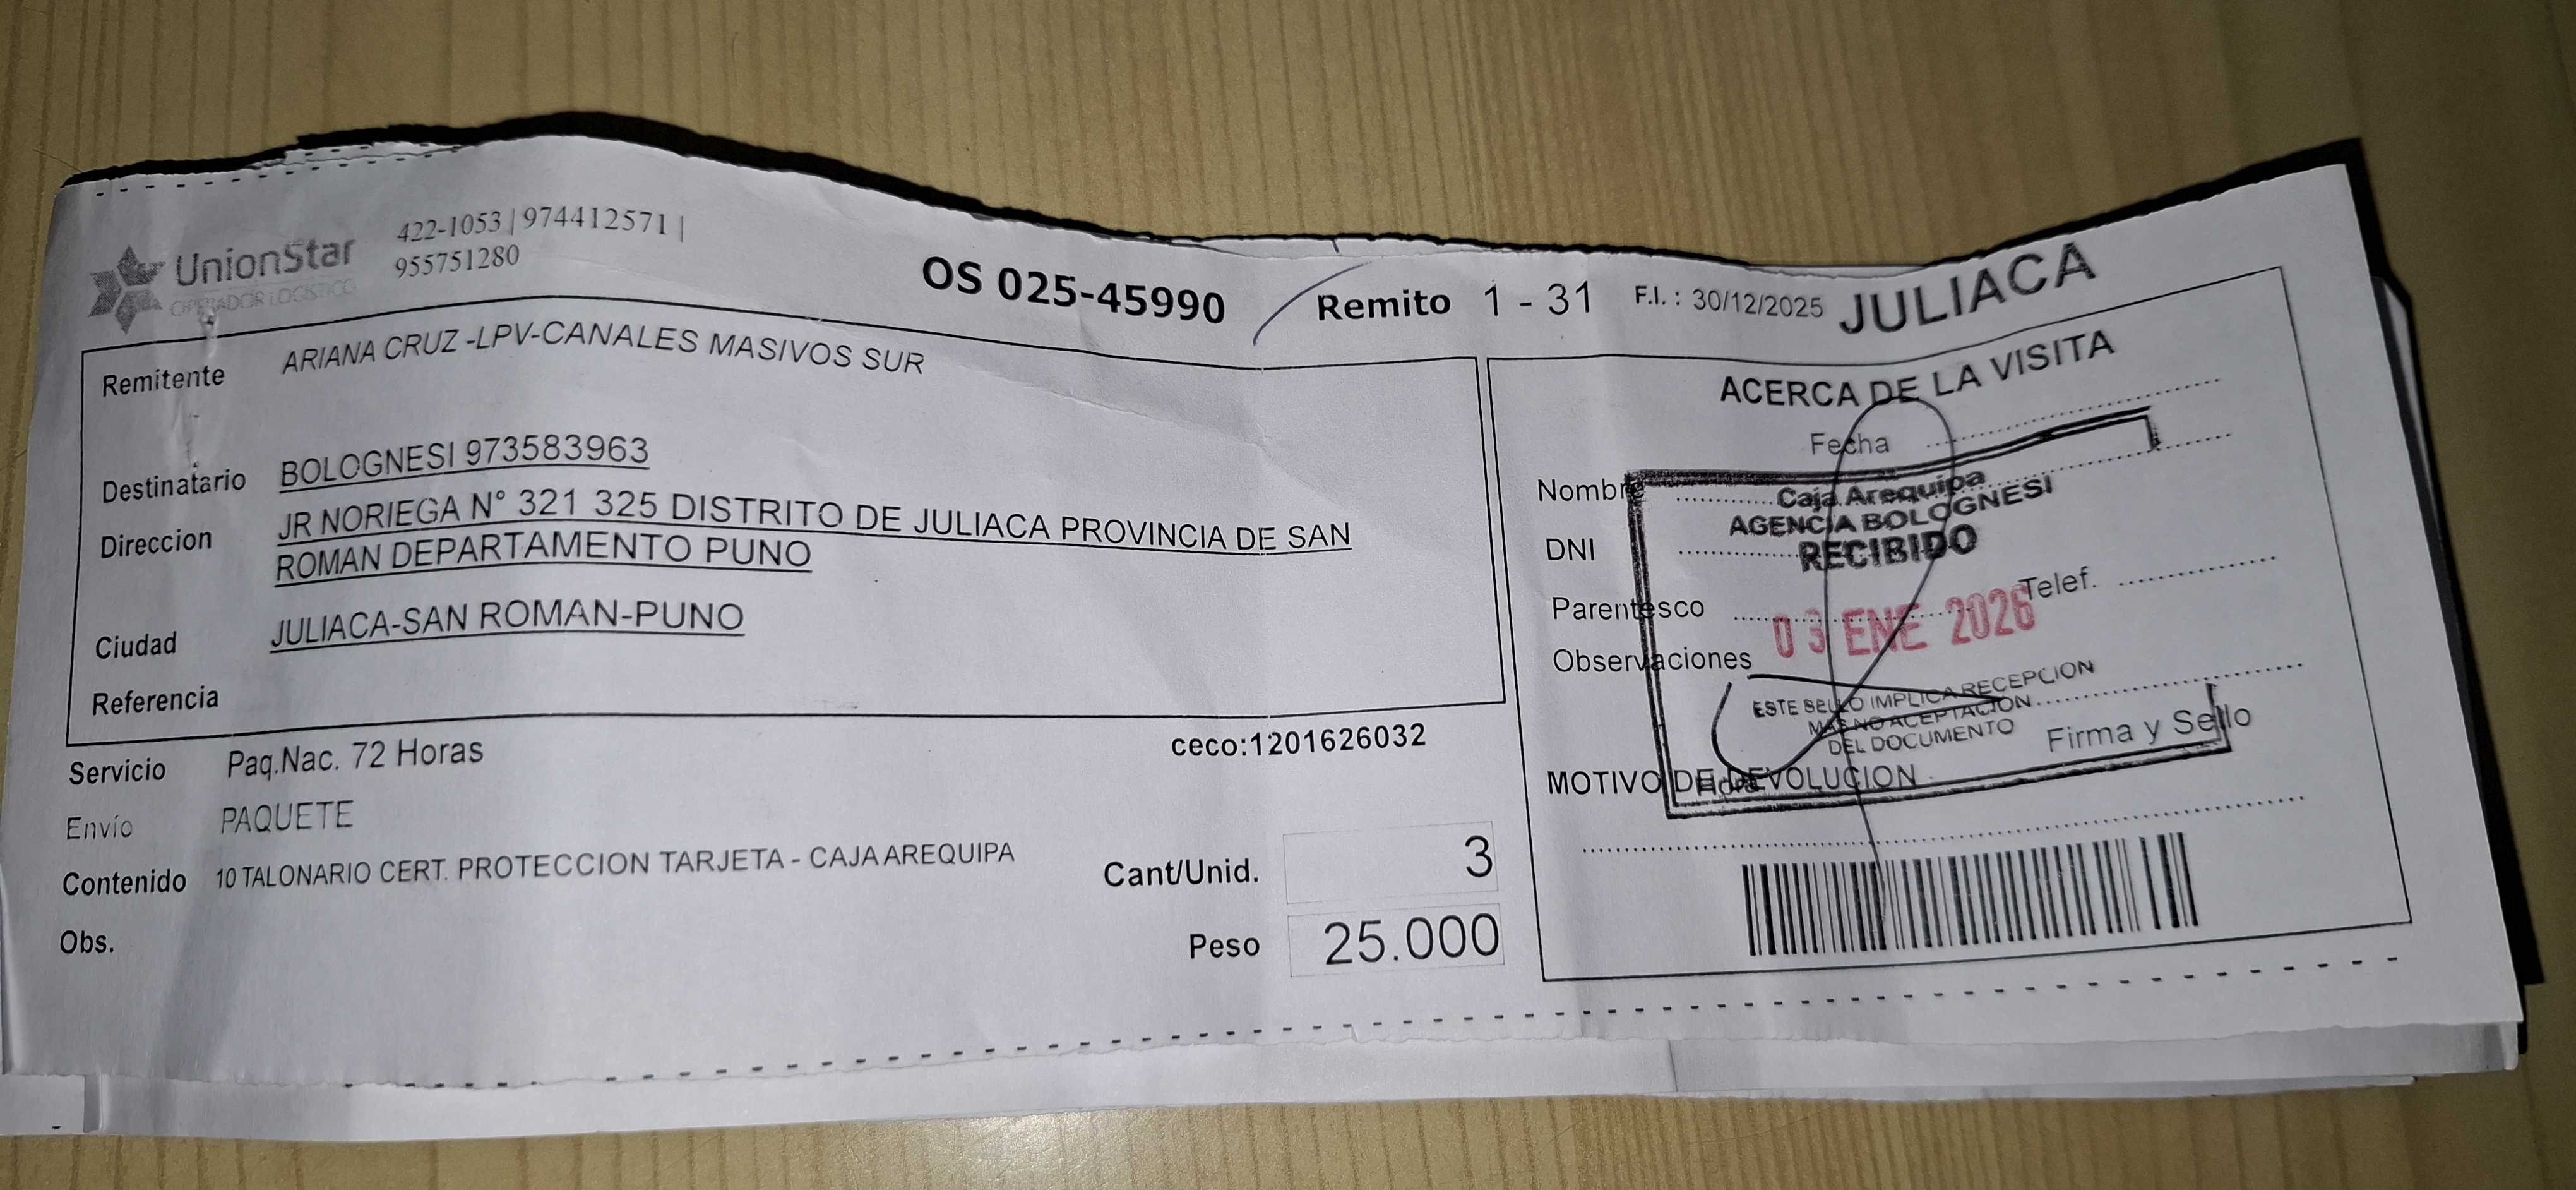 UnionStar
OPERADOR LOGISTICO
422-1053 | 974412571 |
955751280
OS 025-45990
Remito 1 - 31
F.I. : 30/12/2025
JULIACA
Remitente ARIANA CRUZ -LPV-CANALES MASIVOS SUR
Destinatario BOLOGNESI 973583963
Direccion JR NORIEGA N° 321 325 DISTRITO DE JULIACA PROVINCIA DE SAN
ROMAN DEPARTAMENTO PUNO
Ciudad JULIACA-SAN ROMAN-PUNO
Referencia
Servicio Paq.Nac. 72 Horas
ceco:1201626032
Envío PAQUETE
Contenido 10 TALONARIO CERT. PROTECCION TARJETA - CAJA AREQUIPA
Cant/Unid. 3
Obs.
Peso 25.000
ACERCA DE LA VISITA
Fecha
Nombre
DNI
Parentesco
Telef.
Observaciones
Firma y Sello
MOTIVO DE DEVOLUCION
Hora
Caja Arequipa
AGENCIA BOLOGNESI
RECIBIDO
03 ENE 2026
ESTE SELLO IMPLICA RECEPCION
MAS NO ACEPTACION
DEL DOCUMENTO